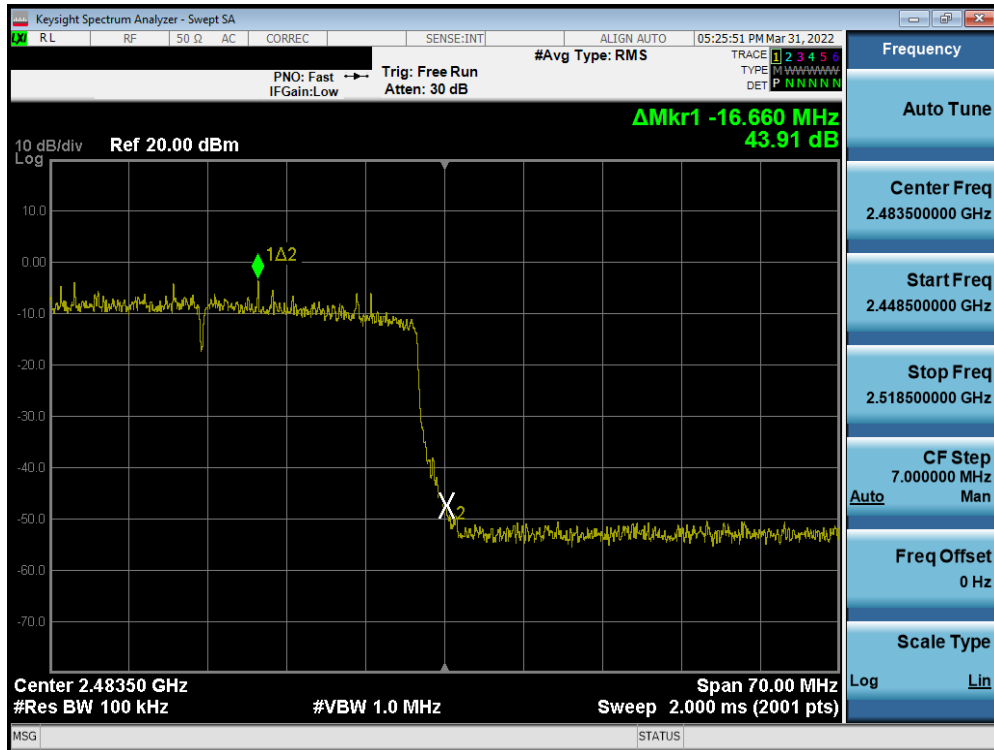 Keysight Spectrum Analyzer - Swept SA
LXI RL RF 50 Ω AC CORREC SENSE:INT ALIGN AUTO 05:25:51 PM Mar 31, 2022
#Avg Type: RMS TRACE 1 2 3 4 5 6
PNO: Fast Trig: Free Run TYPE M W W W W W
IFGain:Low Atten: 30 dB DET P N N N N N
ΔMkr1 -16.660 MHz
43.91 dB
10 dB/div Ref 20.00 dBm
Log
10.0
1Δ2
0.00
-10.0
-20.0
-30.0
-40.0
2
-50.0
-60.0
-70.0
Center 2.48350 GHz Span 70.00 MHz
#Res BW 100 kHz #VBW 1.0 MHz Sweep 2.000 ms (2001 pts)
MSG STATUS
Frequency
Auto Tune
Center Freq
2.483500000 GHz
Start Freq
2.448500000 GHz
Stop Freq
2.518500000 GHz
CF Step
7.000000 MHz
Auto Man
Freq Offset
0 Hz
Scale Type
Log Lin